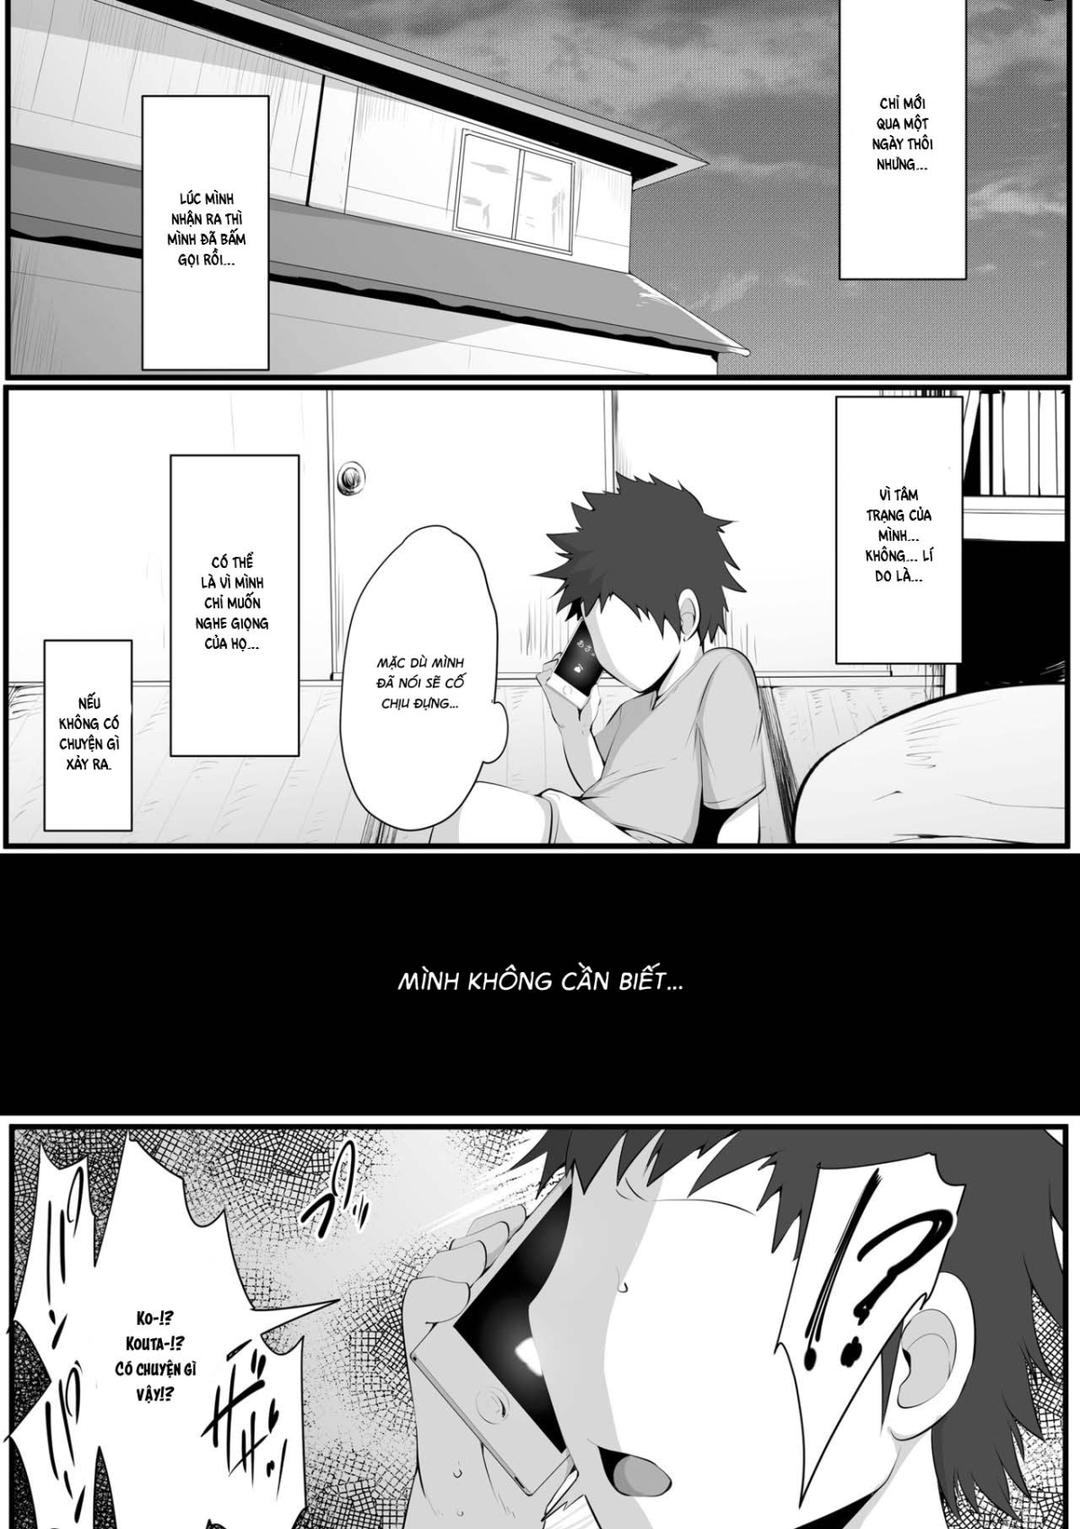 CHỈ MỚI
QUA MỘT
NGÀY THÔI
NHƯNG...
LÚC MÌNH
NHẬN RA THÌ
MÌNH ĐÃ BẤM
GỌI RỒI...
VÌ TÂM
TRẠNG CỦA
MÌNH...
KHÔNG... LÍ
DO LÀ...
MẶC DÙ MÌNH
ĐÃ NÓI SẼ CỐ
CHỊU ĐỰNG...
CÓ THỂ
LÀ VÌ MÌNH
CHỈ MUỐN
NGHE GIỌNG
CỦA HỌ...
NẾU
KHÔNG CÓ
CHUYỆN GÌ
XẢY RA.
MÌNH KHÔNG CẦN BIẾT...
!?
KO-!?
KOUTA-!?
CÓ CHUYỆN GÌ
VẬY!?